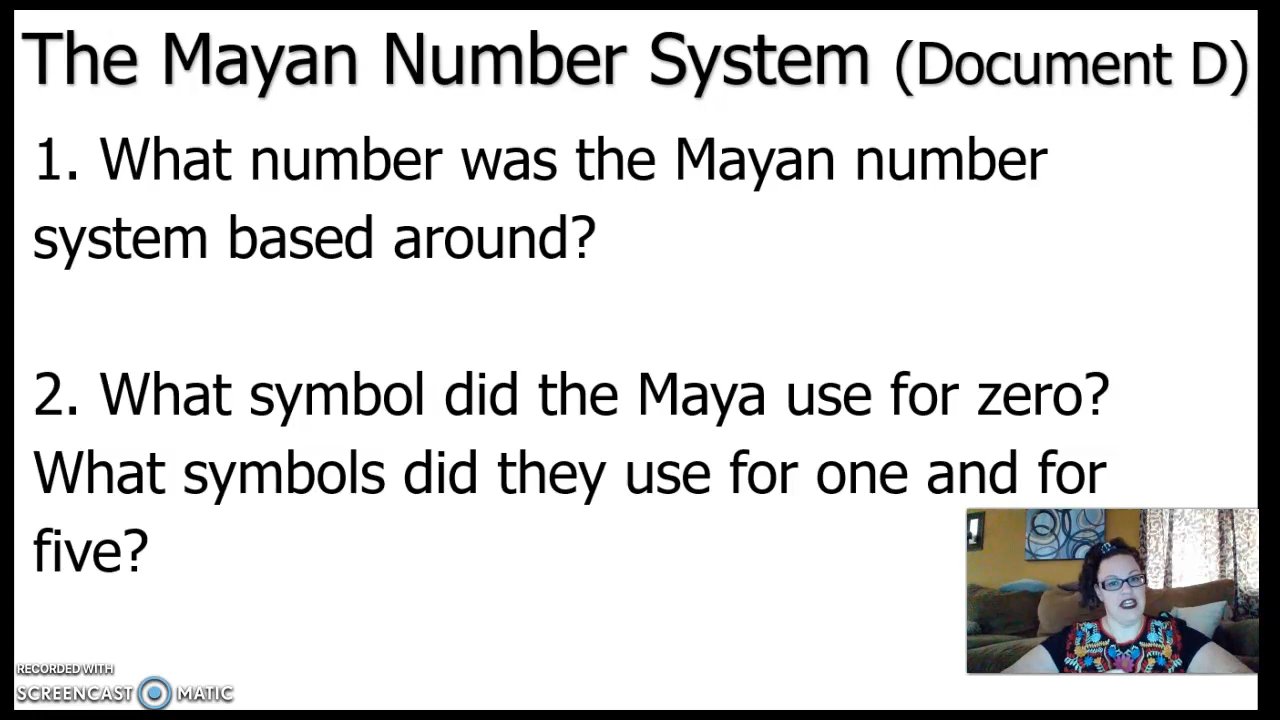 The Mayan Number System (Document D)
1. What number was the Mayan number
system based around?
2. What symbol did the Maya use for zero?
What symbols did they use for one and for
five?
RECORDED WITH
SCREENCAST MATIC